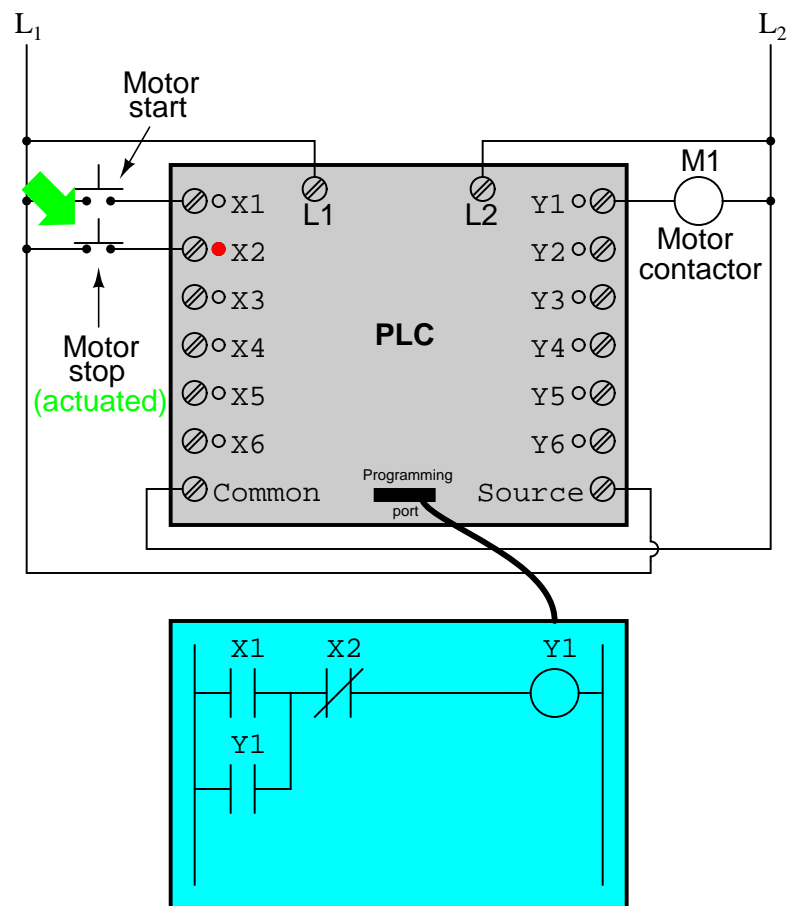 L1
L2
Motor
start
M1
X1
L1
L2
Y1
X2
Y2
Motor
contactor
X3
Y3
Motor
stop
(actuated)
X4
PLC
Y4
X5
Y5
X6
Y6
Common
Programming
port
Source
X1
X2
Y1
Y1